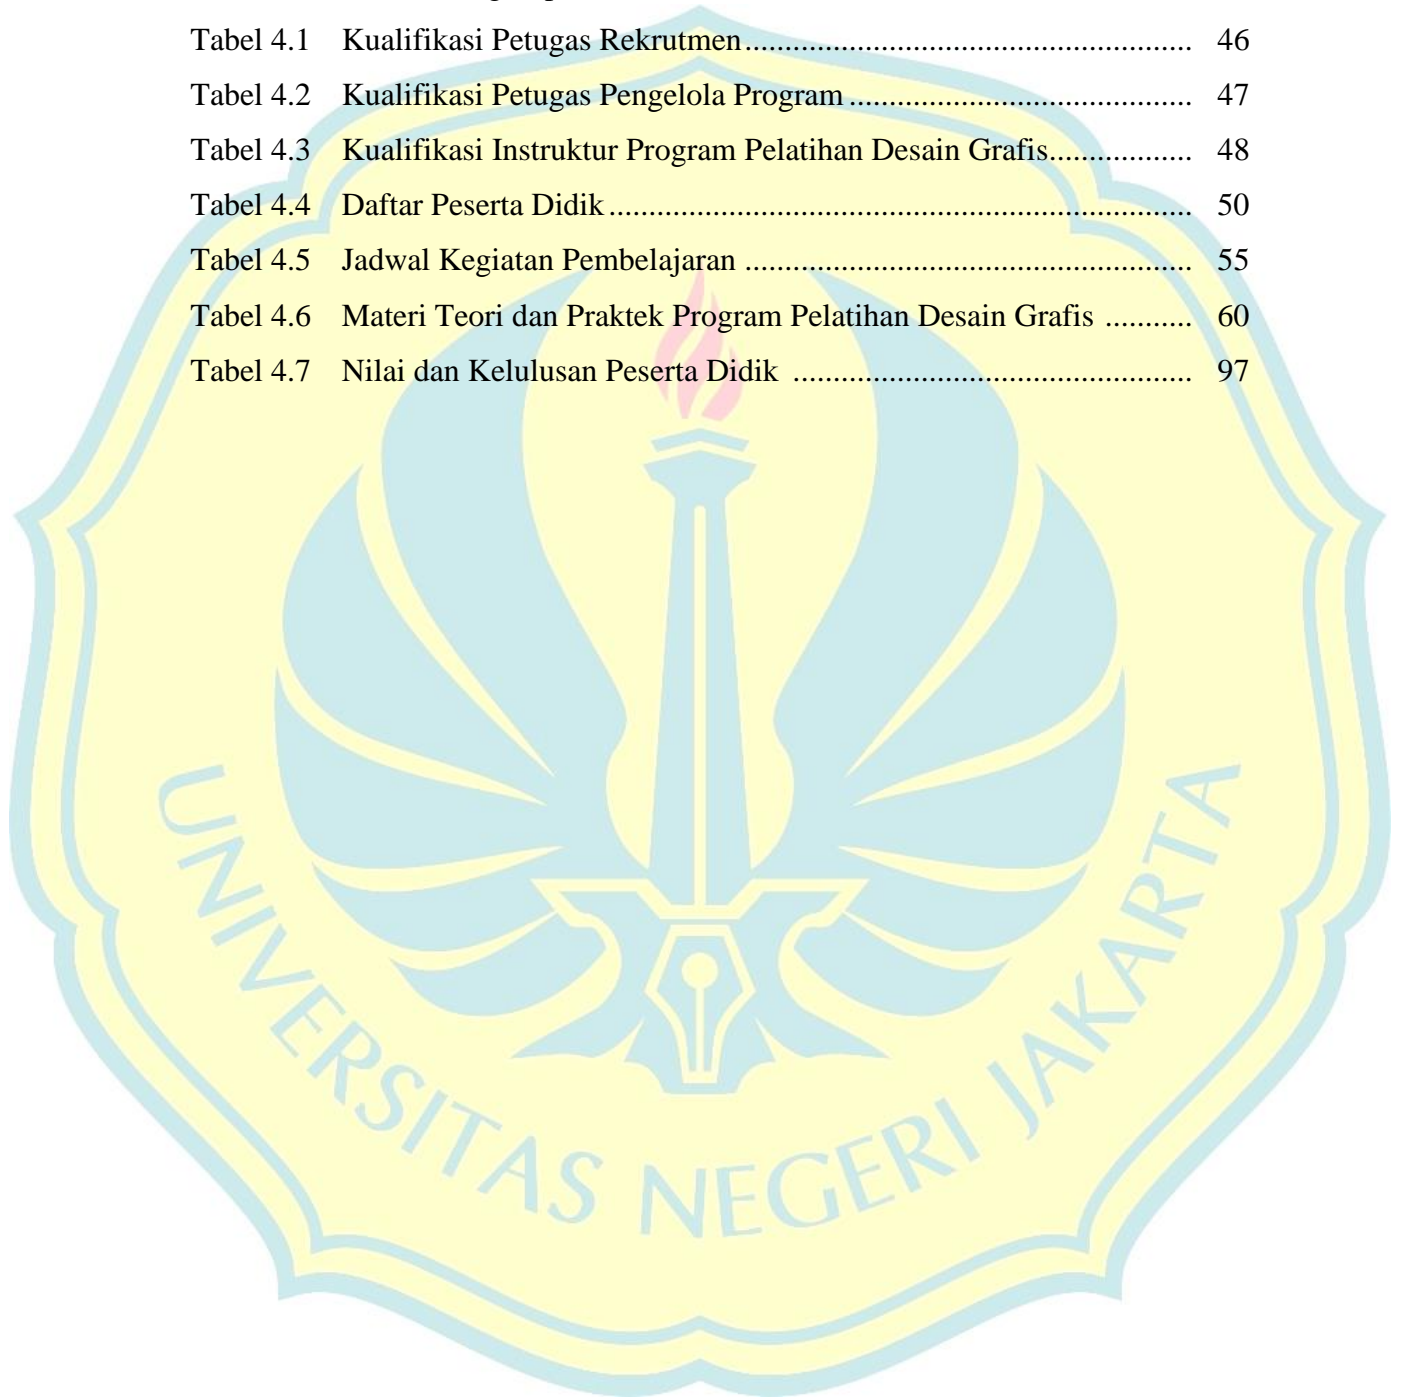 Tabel 4.1 Kualifikasi Petugas Rekrutmen........................................................ 46
Tabel 4.2 Kualifikasi Petugas Pengelola Program........................................... 47
Tabel 4.3 Kualifikasi Instruktur Program Pelatihan Desain Grafis.................. 48
Tabel 4.4 Daftar Peserta Didik......................................................................... 50
Tabel 4.5 Jadwal Kegiatan Pembelajaran ........................................................ 55
Tabel 4.6 Materi Teori dan Praktek Program Pelatihan Desain Grafis ........... 60
Tabel 4.7 Nilai dan Kelulusan Peserta Didik .................................................. 97
UNIVERSITAS NEGERI JAKARTA